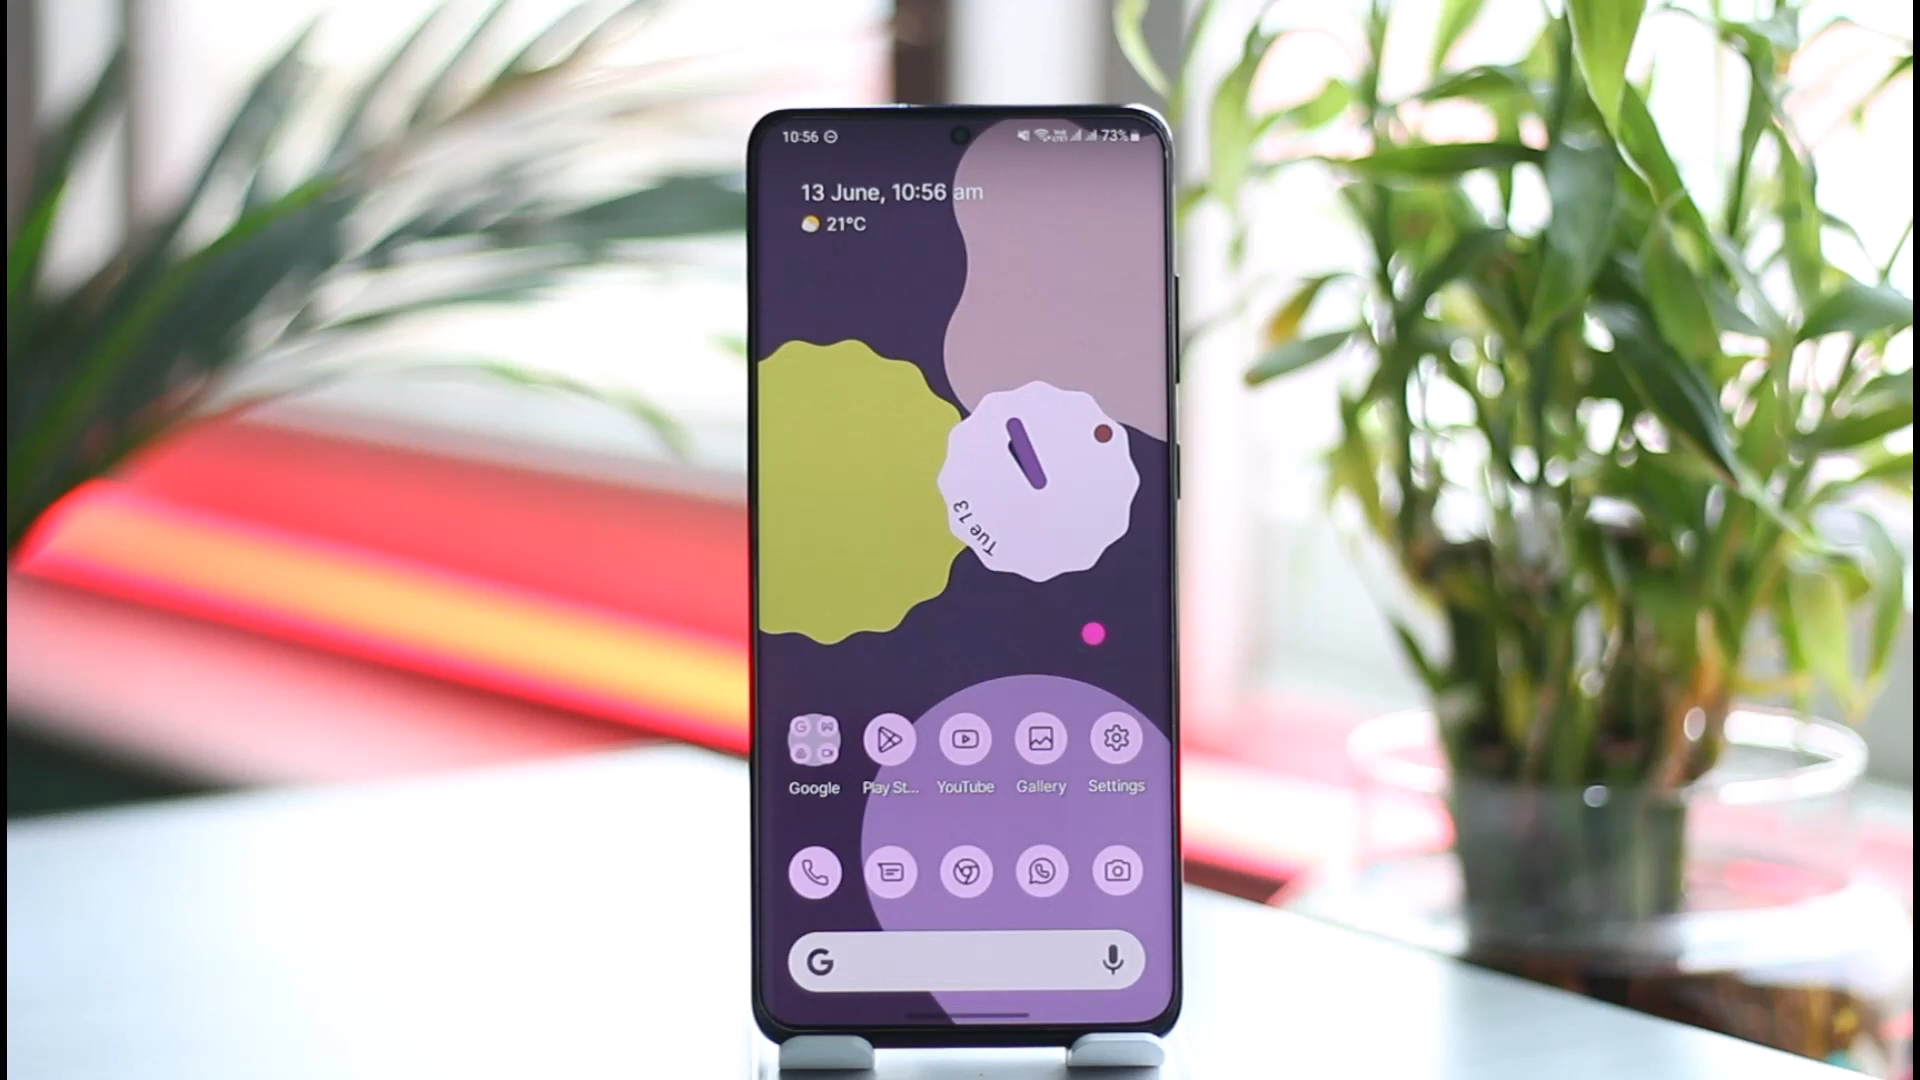 10:56
73%
13 June, 10:56 am
21°C
Tue 13
Google
Play St...
YouTube
Gallery
Settings
G